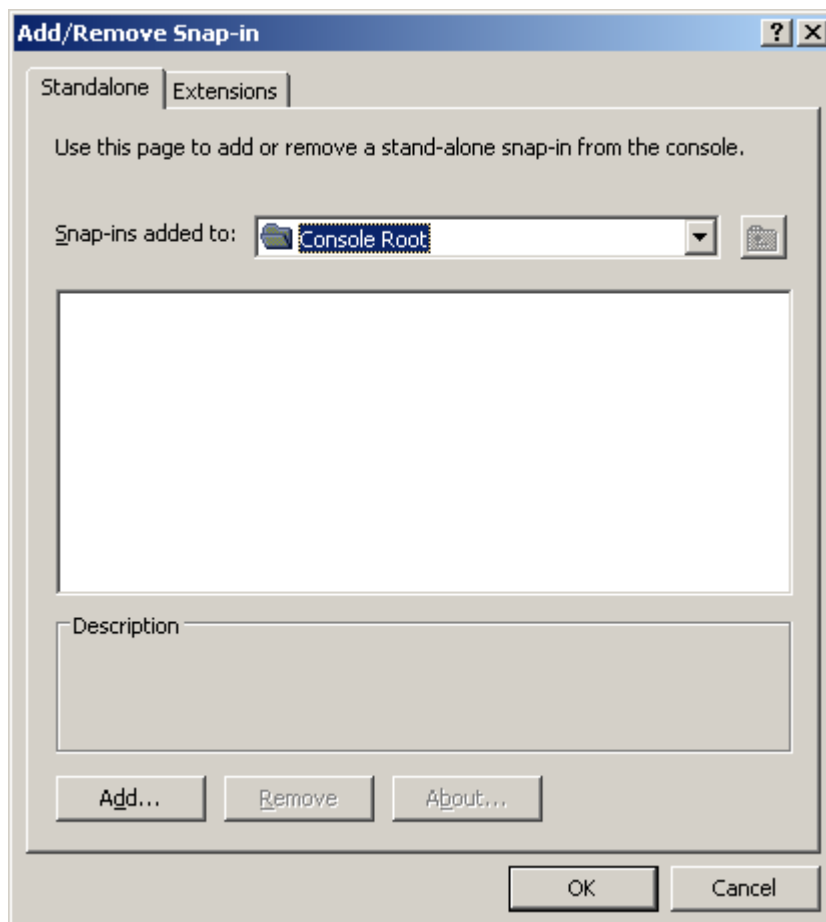 Add/Remove Snap-in
Standalone
Extensions
Use this page to add or remove a stand-alone snap-in from the console.
Snap-ins added to:
Console Root
Description
Add...
Remove
About...
OK
Cancel